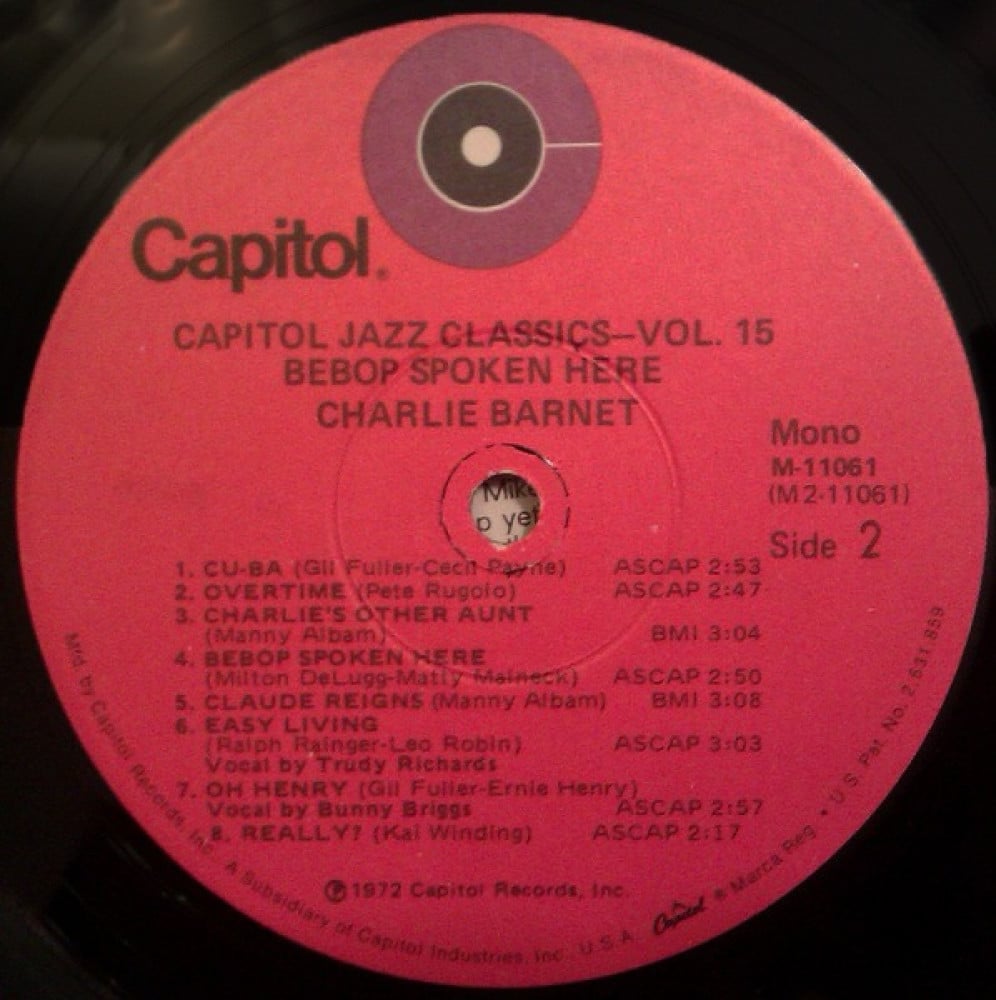 Capitol®
CAPITOL JAZZ CLASSICS—VOL. 15
BEBOP SPOKEN HERE
CHARLIE BARNET
Mono
M-11061
(M2-11061)
Side 2
Mike
p yet
1. CU-BA (Gil Fuller-Cecil Payne) ASCAP 2:53
2. OVERTIME (Pete Rugolo) ASCAP 2:47
3. CHARLIE'S OTHER AUNT
(Manny Albam) BMI 3:04
4. BEBOP SPOKEN HERE
(Milton DeLugg-Matty Malneck) ASCAP 2:50
5. CLAUDE REIGNS (Manny Albam) BMI 3:08
6. EASY LIVING
(Ralph Rainger-Leo Robin) ASCAP 3:03
Vocal by Trudy Richards
7. OH HENRY (Gil Fuller-Ernie Henry)
Vocal by Bunny Briggs ASCAP 2:57
8. REALLY? (Kai Winding) ASCAP 2:17
℗1972 Capitol Records, Inc.
Mfd. by Capitol Records, Inc. A Subsidiary of Capitol Industries, Inc., U.S.A. Capitol ® Marca Reg. • U.S. Pat. No. 2,631,859